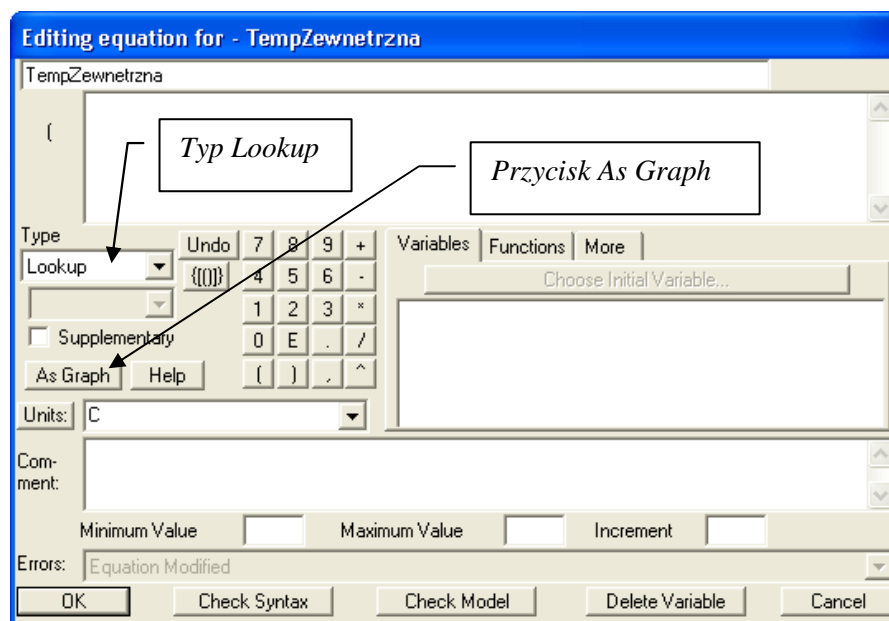 Editing equation for - TempZewnetrzna
TempZewnetrzna
(
Typ Lookup
Przycisk As Graph
Type
Undo 7 8 9 + Variables Functions More
Lookup {[()]} 4 5 6 - Choose Initial Variable...
1 2 3 *
Supplementary 0 E . /
As Graph Help ( ) , ^
Units: C
Com-
ment:
Minimum Value Maximum Value Increment
Errors: Equation Modified
OK Check Syntax Check Model Delete Variable Cancel